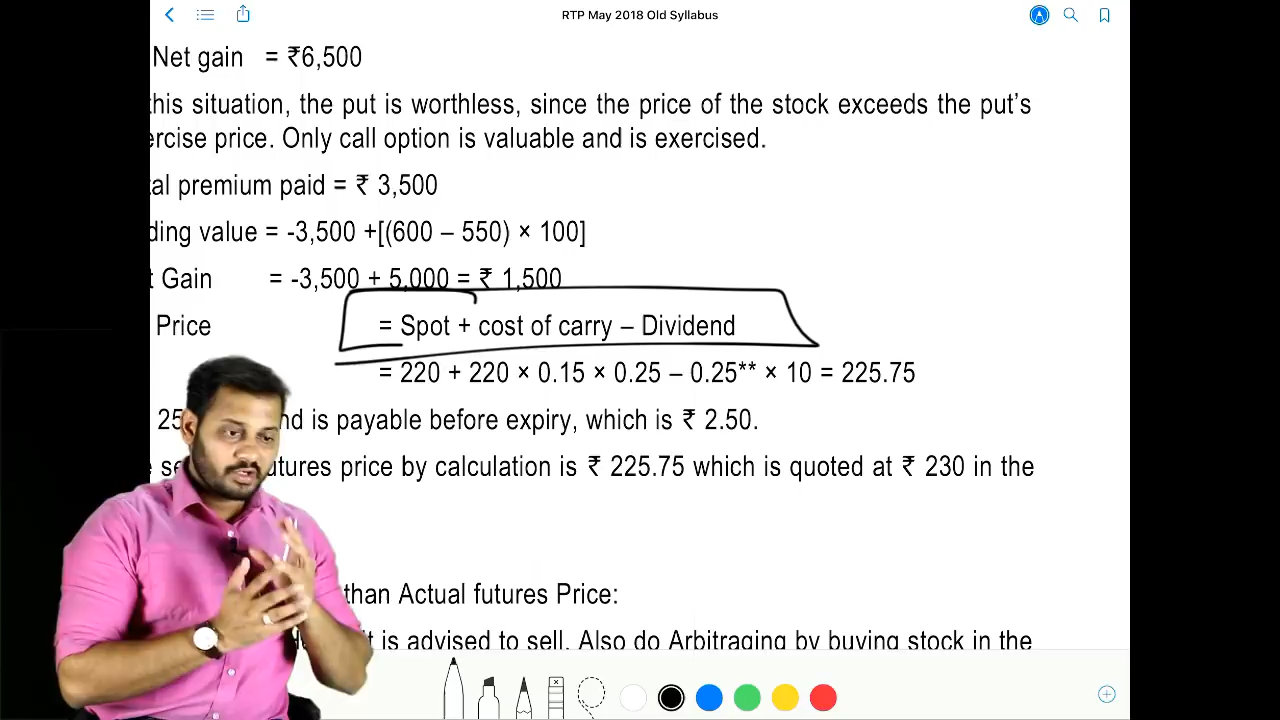 RTP May 2018 Old Syllabus
Net gain = ₹6,500
this situation, the put is worthless, since the price of the stock exceeds the put's
ercise price. Only call option is valuable and is exercised.
tal premium paid = ₹ 3,500
ding value = -3,500 +[(600 – 550) × 100]
t Gain = -3,500 + 5,000 = ₹ 1,500
Price = Spot + cost of carry – Dividend
= 220 + 220 × 0.15 × 0.25 – 0.25** × 10 = 225.75
25 nd is payable before expiry, which is ₹ 2.50.
utures price by calculation is ₹ 225.75 which is quoted at ₹ 230 in the
than Actual futures Price:
it is advised to sell. Also do Arbitraging by buying stock in the